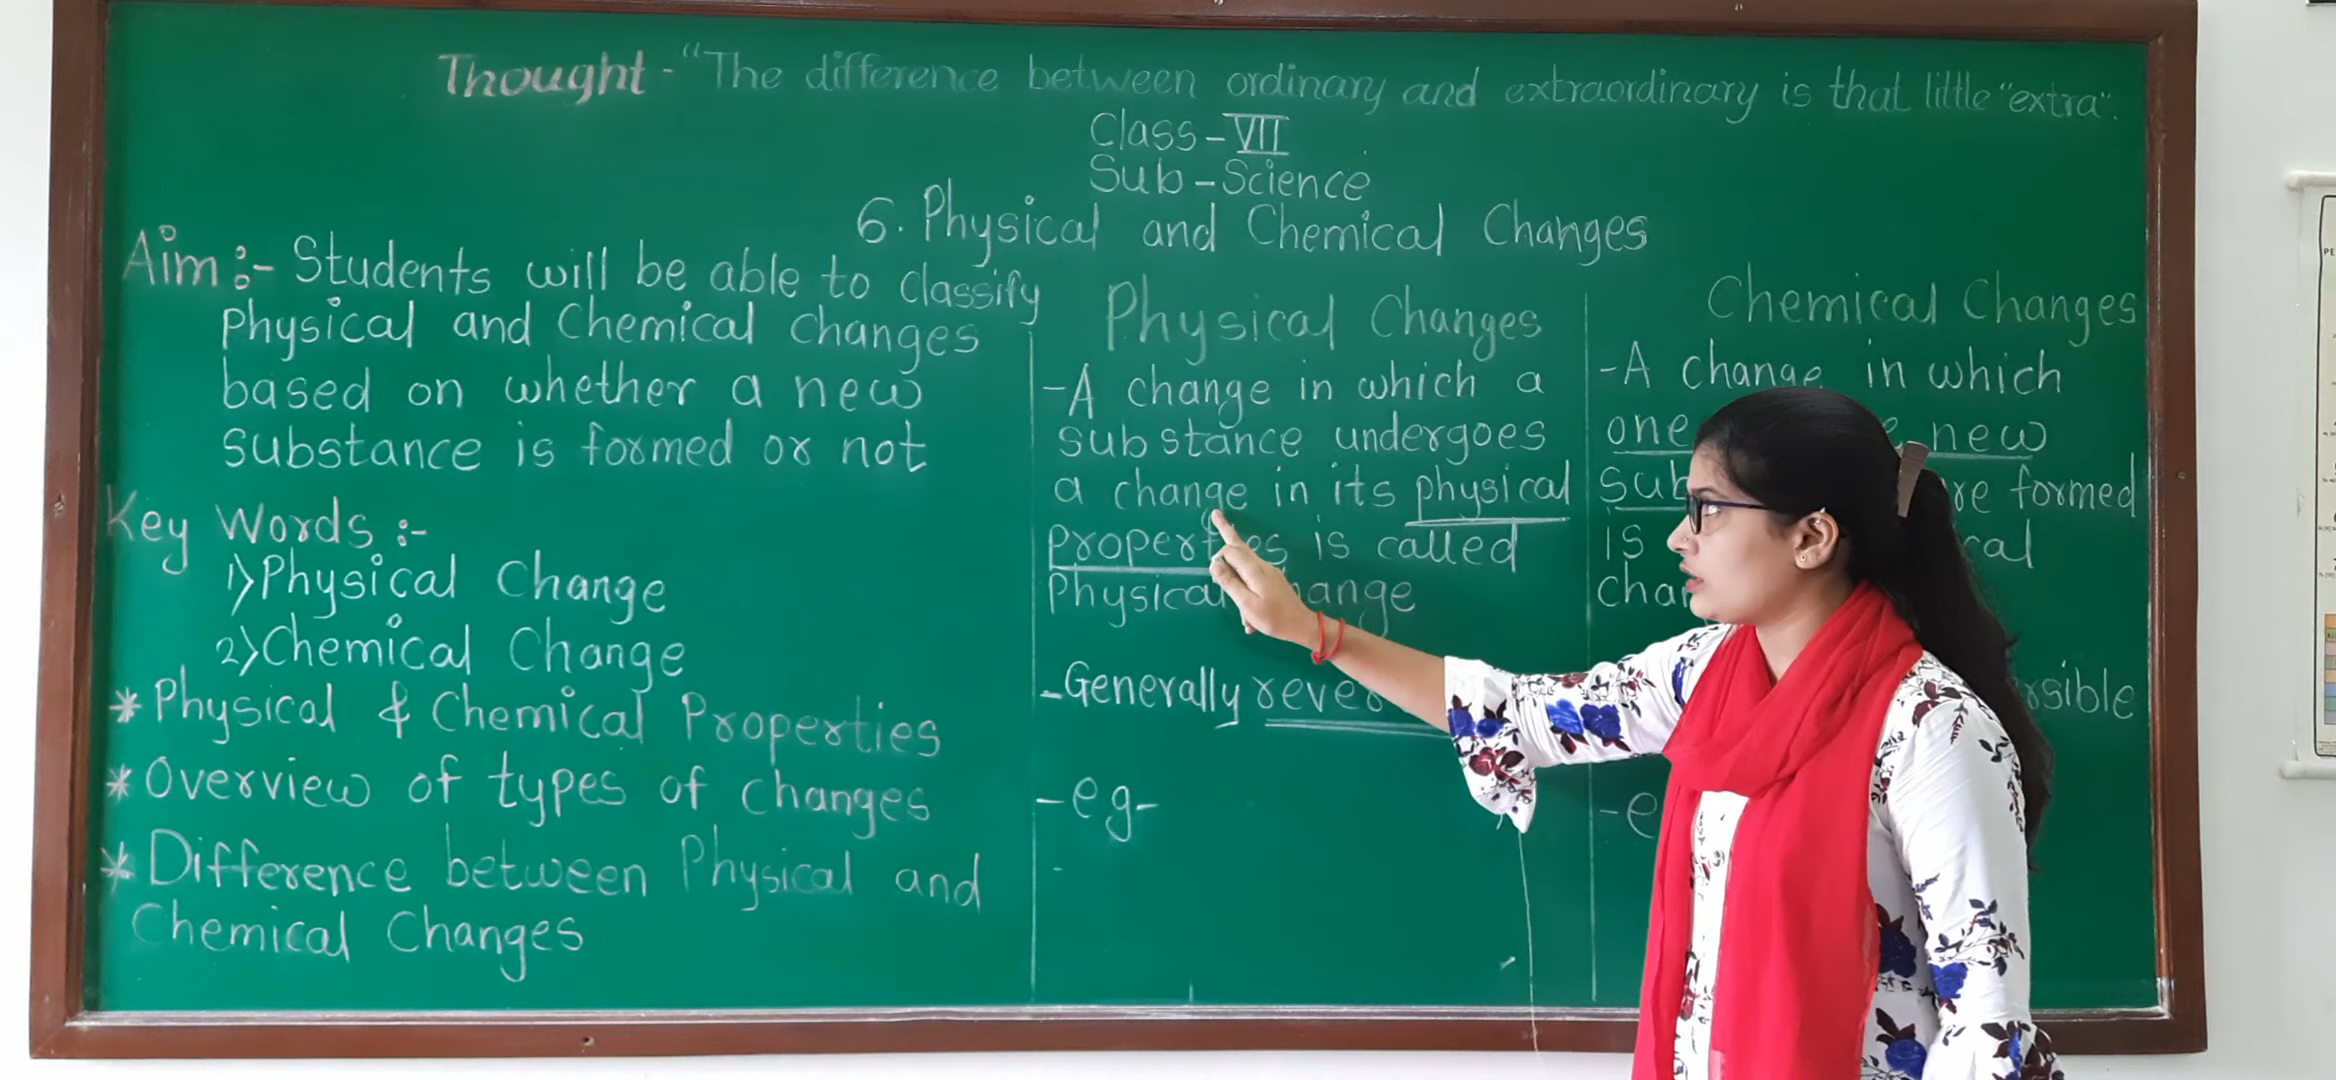 Thought - "The difference between ordinary and extraordinary is that little "extra".
Class - VII
Sub - Science
6. Physical and Chemical Changes
Aim :- Students will be able to classify
Physical and Chemical changes
based on whether a new
substance is formed or not
Key Words :-
1) Physical Change
2) Chemical Change
* Physical & Chemical Properties
* Overview of types of changes
* Difference between Physical and
Chemical Changes
Physical Changes
- A change in which a
substance undergoes
a change in its physical
properties is called
Physical
- Generally
- eg -
Chemical Changes
- A change in which
one new
formed
is